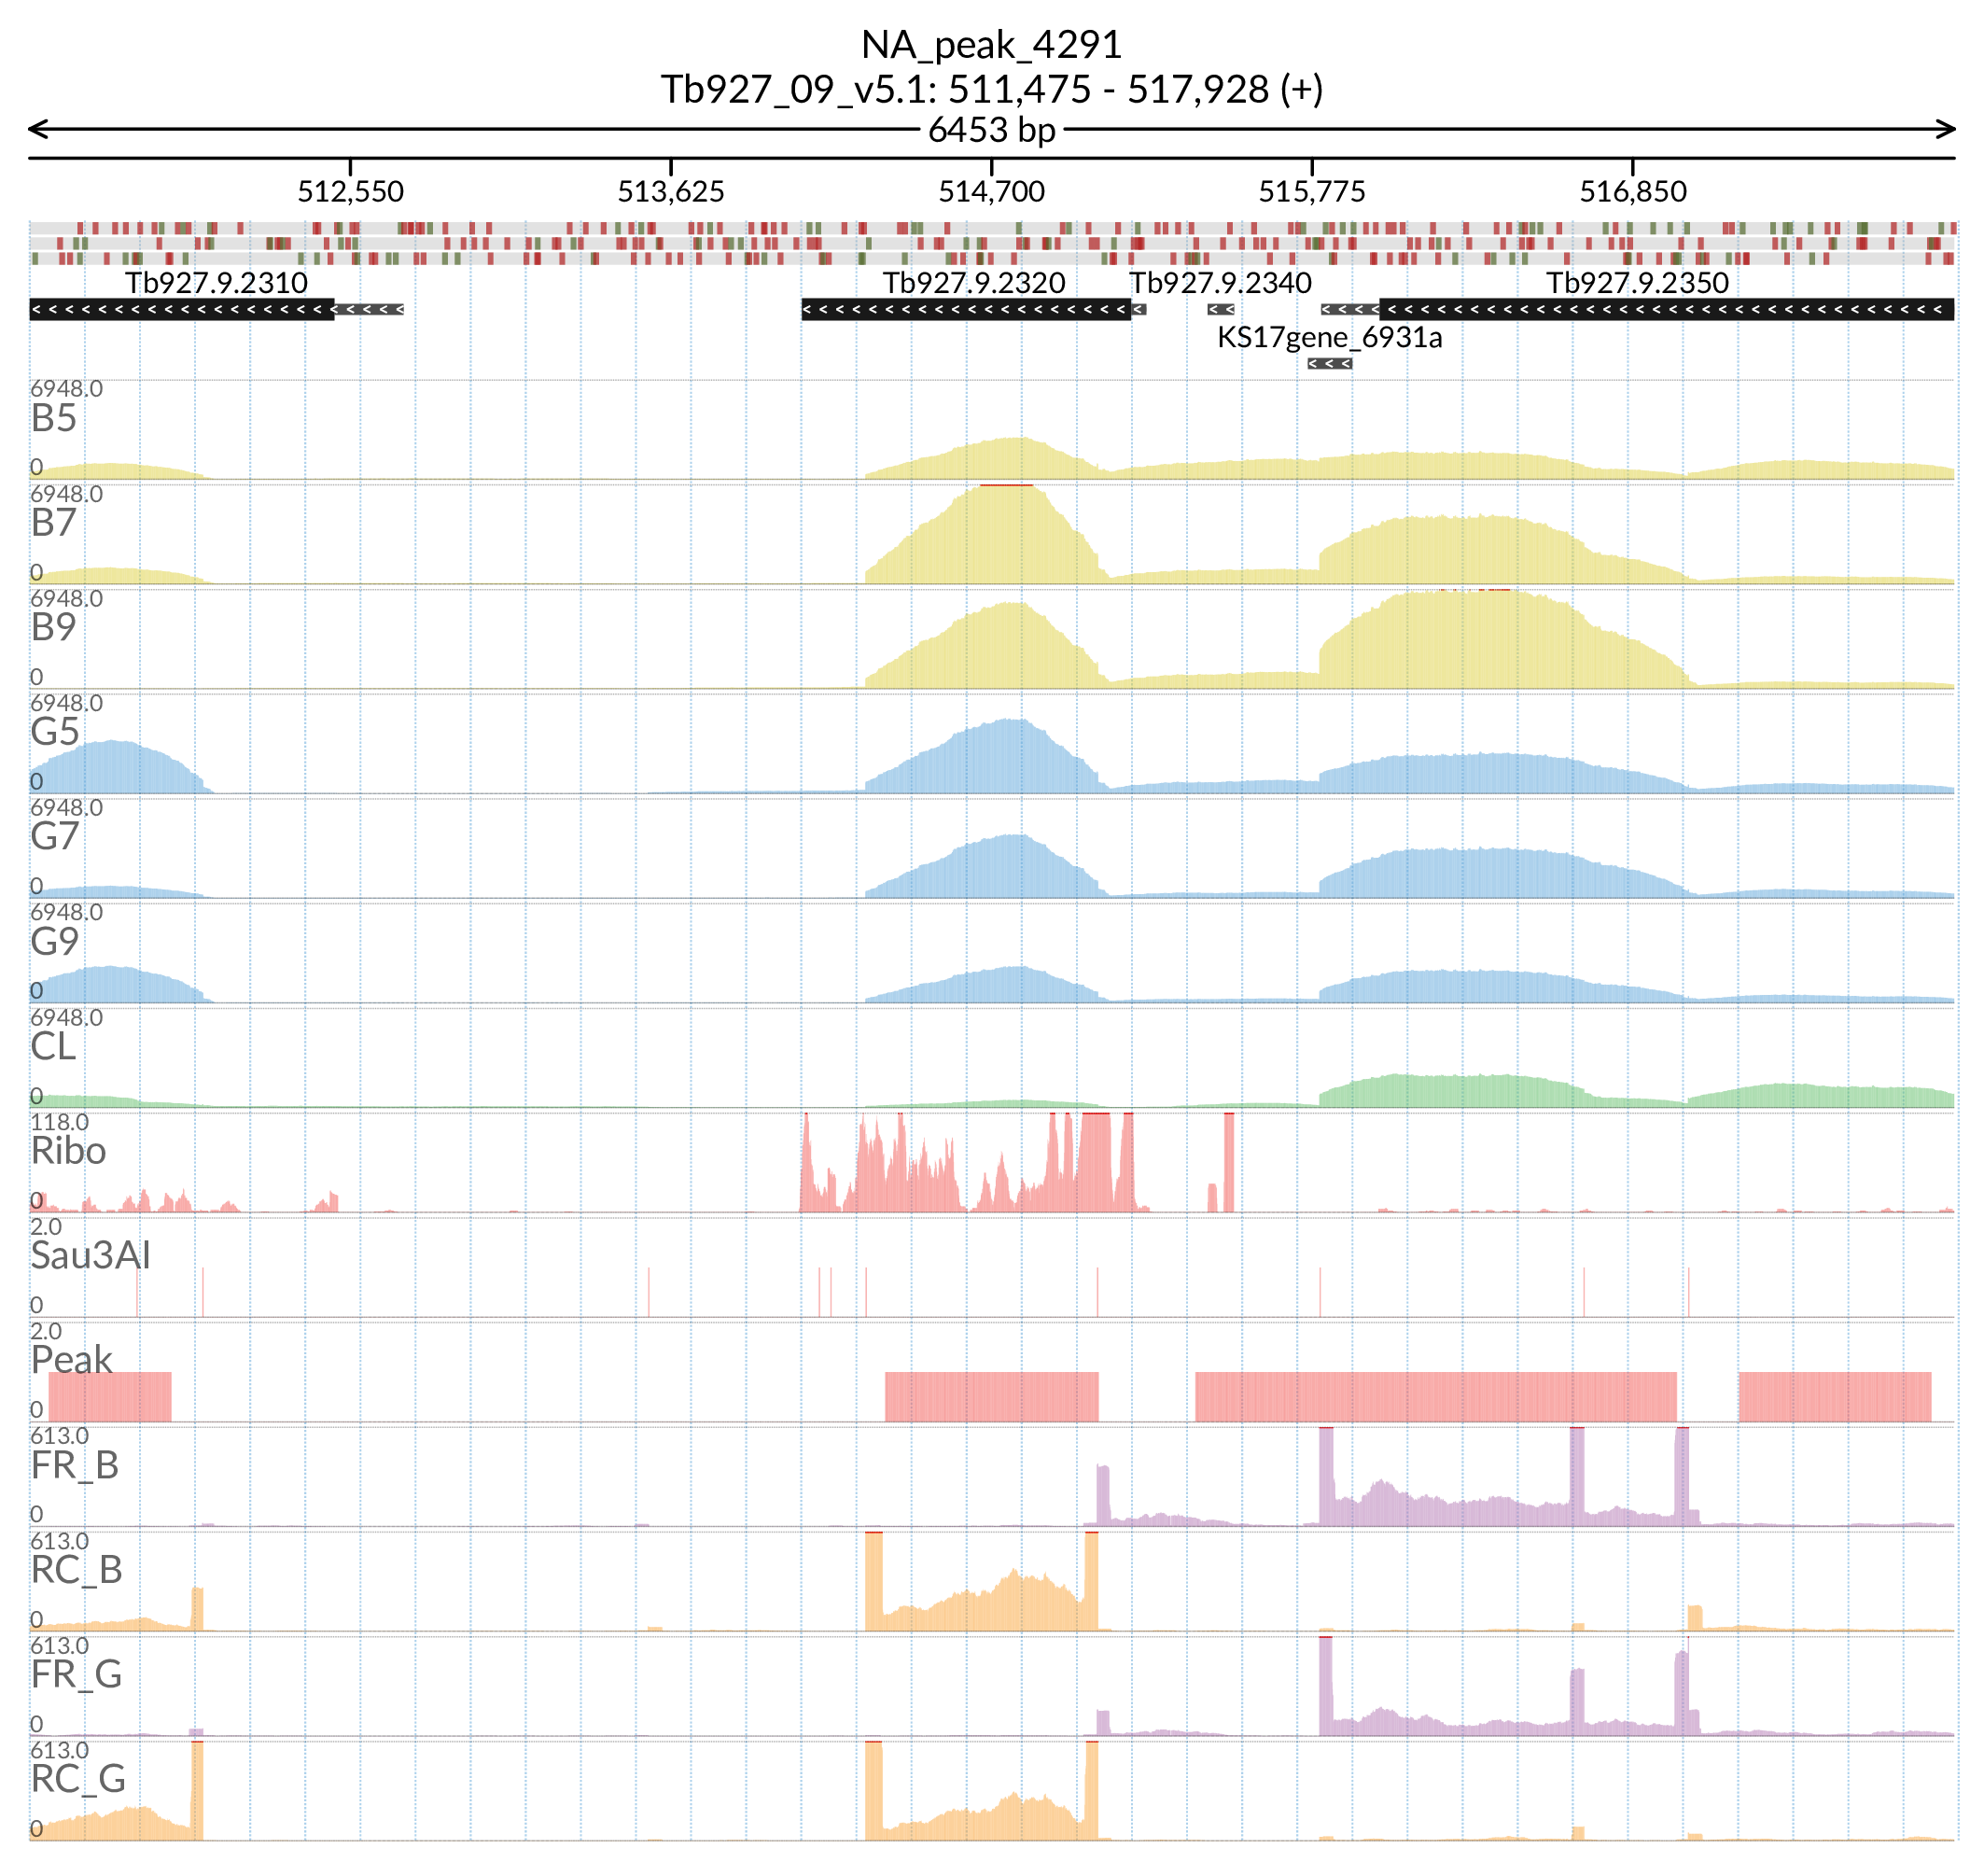 NA_peak_4291
Tb927_09_v5.1: 511,475 - 517,928 (+)
6453 bp
512,550 513,625 514,700 515,775 516,850
Tb927.9.2310 Tb927.9.2320 Tb927.9.2340 Tb927.9.2350
KS17gene_6931a
6948.0
B5
0
6948.0
B7
0
6948.0
B9
0
6948.0
G5
0
6948.0
G7
0
6948.0
G9
0
6948.0
CL
0
118.0
Ribo
0
2.0
Sau3AI
0
2.0
Peak
0
613.0
FR_B
0
613.0
RC_B
0
613.0
FR_G
0
613.0
RC_G
0